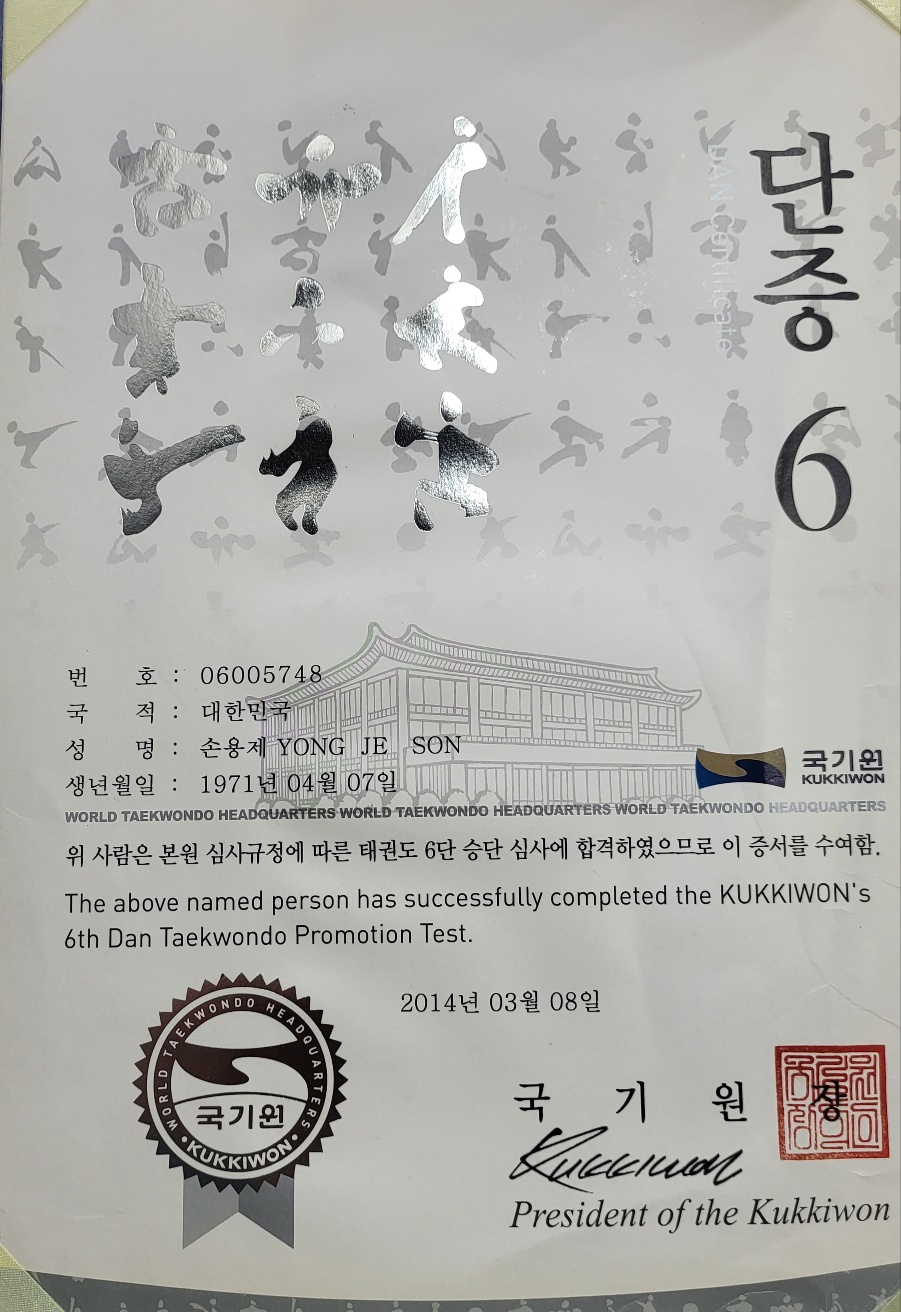 단증 6
DAN Certificate
번 호 : 06005748
국 적 : 대한민국
성 명 : 손용제 YONG JE SON
생년월일 : 1971년 04월 07일
국기원
KUKKIWON
WORLD TAEKWONDO HEADQUARTERS WORLD TAEKWONDO HEADQUARTERS WORLD TAEKWONDO HEADQUARTERS
위 사람은 본원 심사규정에 따른 태권도 6단 승단 심사에 합격하였으므로 이 증서를 수여함.
The above named person has successfully completed the KUKKIWON's
6th Dan Taekwondo Promotion Test.
2014년 03월 08일
WORLD TAEKWONDO HEADQUARTERS
국기원
• KUKKIWON •
국 기 원 장
Kukkiwon
President of the Kukkiwon